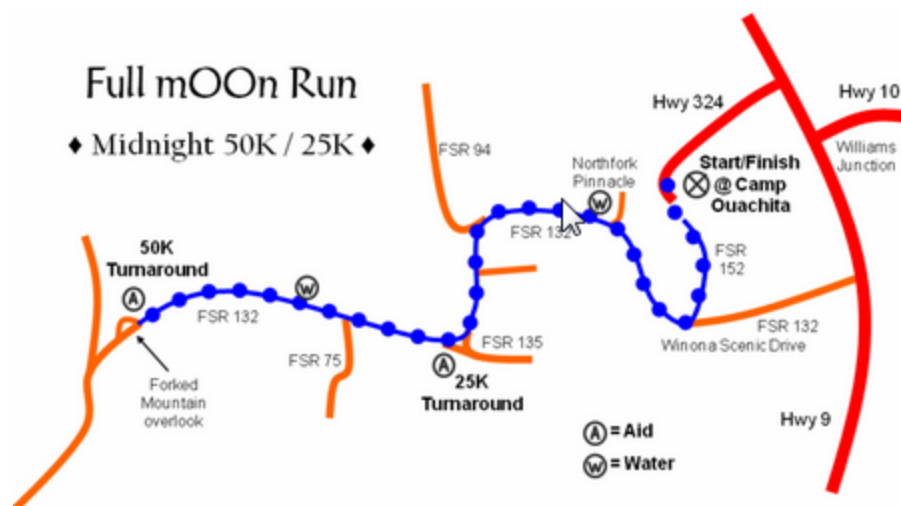 Full mOOn Run
♦ Midnight 50K / 25K ♦
Hwy 324
Hwy 10
Williams
Junction
Start/Finish
@ Camp
Ouachita
Northfork
Pinnacle
W
FSR 94
FSR 132
FSR
152
50K
Turnaround
A
W
FSR 132
FSR 132
Winona Scenic Drive
FSR 75
FSR 135
Forked
Mountain
overlook
A
25K
Turnaround
Hwy 9
A = Aid
W = Water